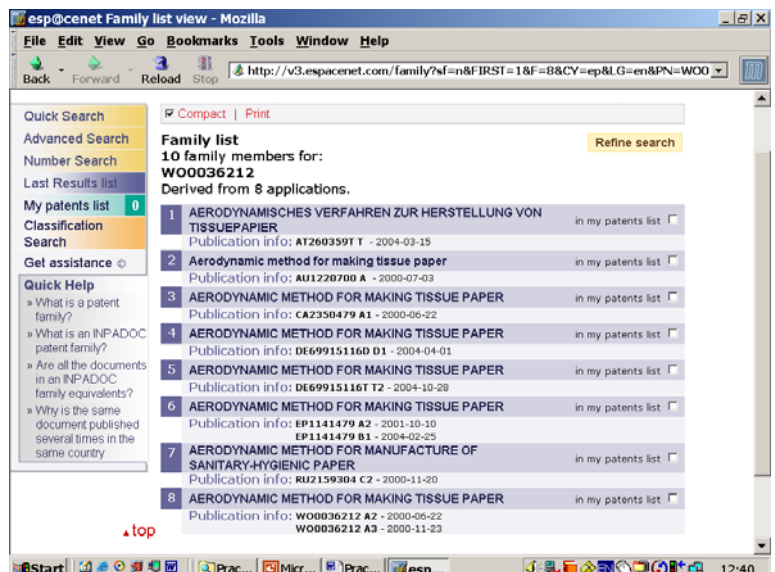 esp@cenet Family list view - Mozilla
File Edit View Go Bookmarks Tools Window Help
Back Forward Reload Stop http://v3.espacenet.com/family?sf=n&FIRST=1&F=8&CY=ep&LG=en&PN=WO0
Quick Search
Advanced Search
Number Search
Last Results list
My patents list 0
Classification
Search
Get assistance
Quick Help
» What is a patent
family?
» What is an INPADOC
patent family?
» Are all the documents
in an INPADOC
family equivalents?
» Why is the same
document published
several times in the
same country
Compact | Print
Family list
Refine search
10 family members for:
WO0036212
Derived from 8 applications.
1 AERODYNAMISCHES VERFAHREN ZUR HERSTELLUNG VON
TISSUEPAPIER
in my patents list
Publication info: AT260359T T - 2004-03-15
2 Aerodynamic method for making tissue paper in my patents list
Publication info: AU1220700 A - 2000-07-03
3 AERODYNAMIC METHOD FOR MAKING TISSUE PAPER in my patents list
Publication info: CA2350479 A1 - 2000-06-22
4 AERODYNAMIC METHOD FOR MAKING TISSUE PAPER in my patents list
Publication info: DE69915116D D1 - 2004-04-01
5 AERODYNAMIC METHOD FOR MAKING TISSUE PAPER in my patents list
Publication info: DE69915116T T2 - 2004-10-28
6 AERODYNAMIC METHOD FOR MAKING TISSUE PAPER in my patents list
Publication info: EP1141479 A2 - 2001-10-10
EP1141479 B1 - 2004-02-25
7 AERODYNAMIC METHOD FOR MANUFACTURE OF
SANITARY-HYGIENIC PAPER
in my patents list
Publication info: RU2159304 C2 - 2000-11-20
8 AERODYNAMIC METHOD FOR MAKING TISSUE PAPER in my patents list
Publication info: WO0036212 A2 - 2000-06-22
WO0036212 A3 - 2000-11-23
top
Start Prac... Micr... Prac... esp... 12:40